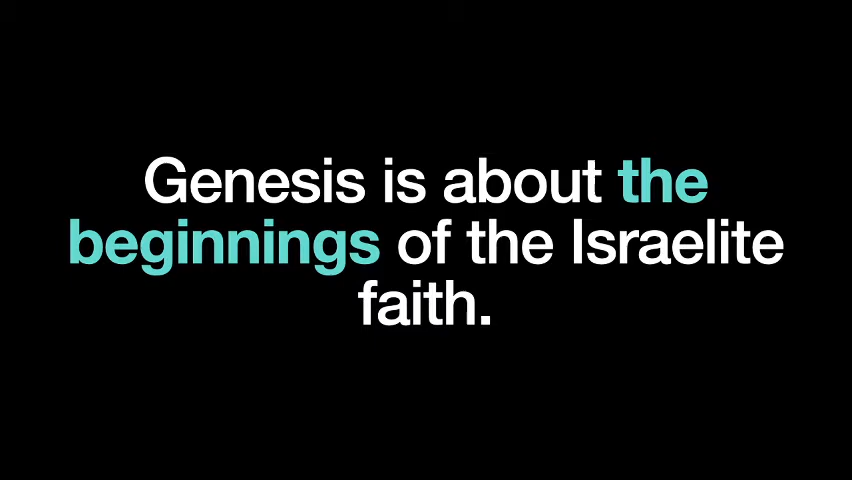 Genesis is about the
beginnings of the Israelite
faith.